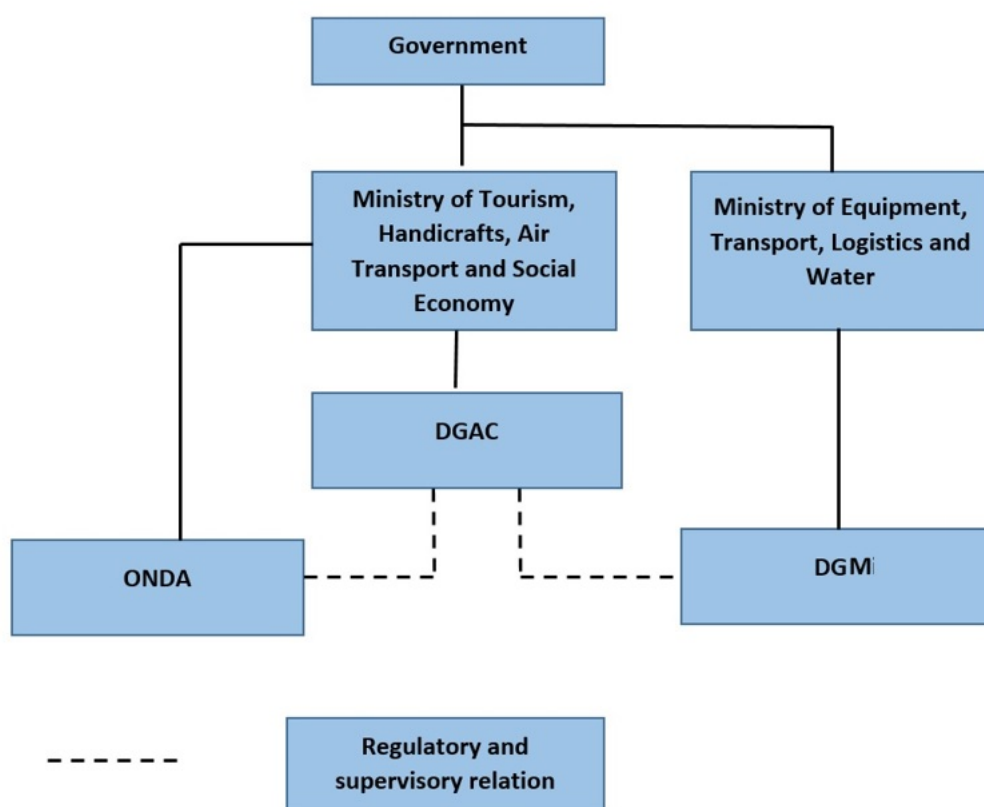 Government
Ministry of Tourism,
Handicrafts, Air
Transport and Social
Economy
Ministry of Equipment,
Transport, Logistics and
Water
DGAC
ONDA
DGMi
Regulatory and
supervisory relation